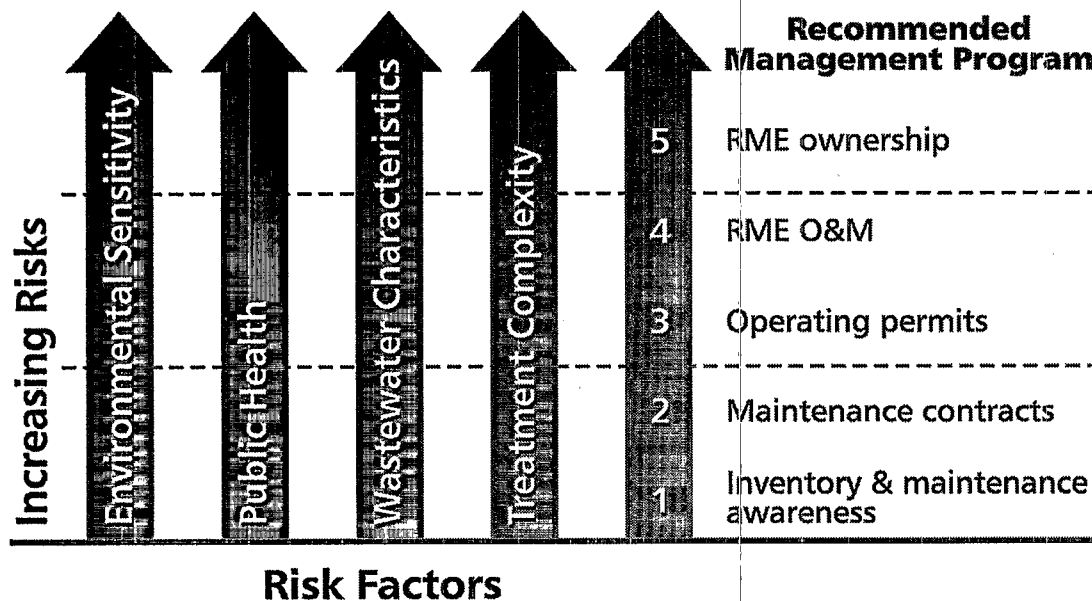 Recommended
Management Program
Increasing Risks
Environmental Sensitivity
Public Health
Wastewater Characteristics
Treatment Complexity
5 RME ownership
4 RME O&M
3 Operating permits
2 Maintenance contracts
1 Inventory & maintenance
awareness
Risk Factors